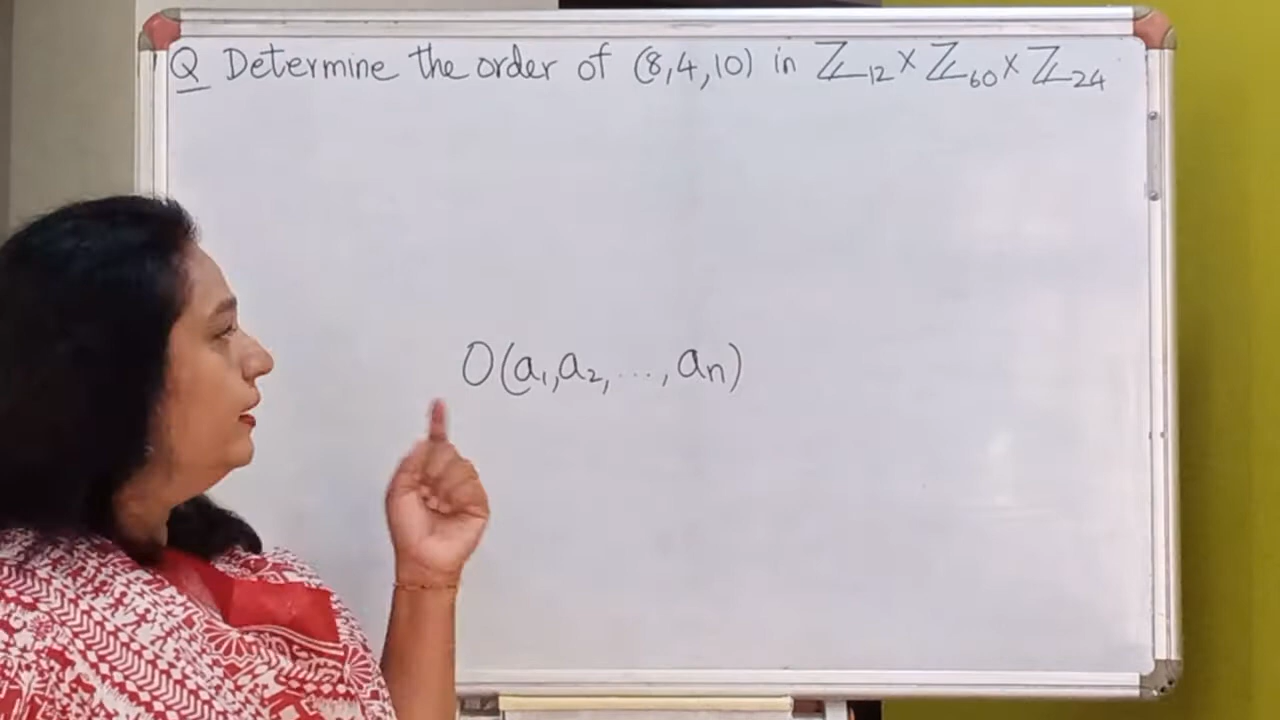 Q Determine the order of (8,4,10) in ℤ₁₂ × ℤ₆₀ × ℤ₂₄
O(a₁,a₂, ..., aₙ)